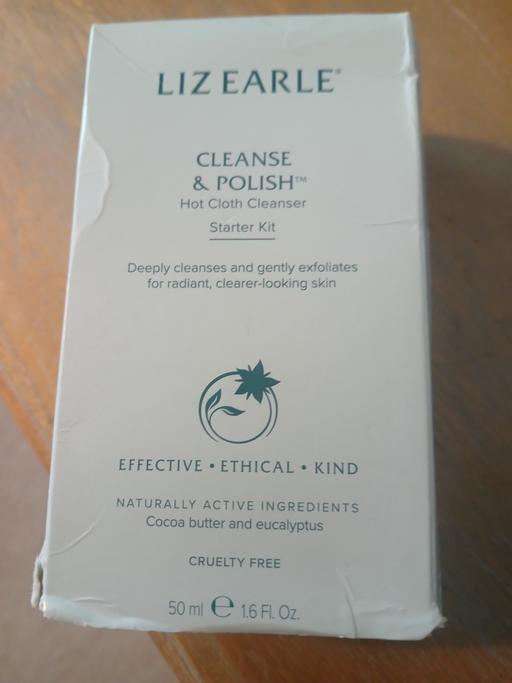 LIZ EARLE®
CLEANSE
& POLISH™
Hot Cloth Cleanser
Starter Kit
Deeply cleanses and gently exfoliates
for radiant, clearer-looking skin
EFFECTIVE • ETHICAL • KIND
NATURALLY ACTIVE INGREDIENTS
Cocoa butter and eucalyptus
CRUELTY FREE
50 ml ℮ 1.6 Fl. Oz.